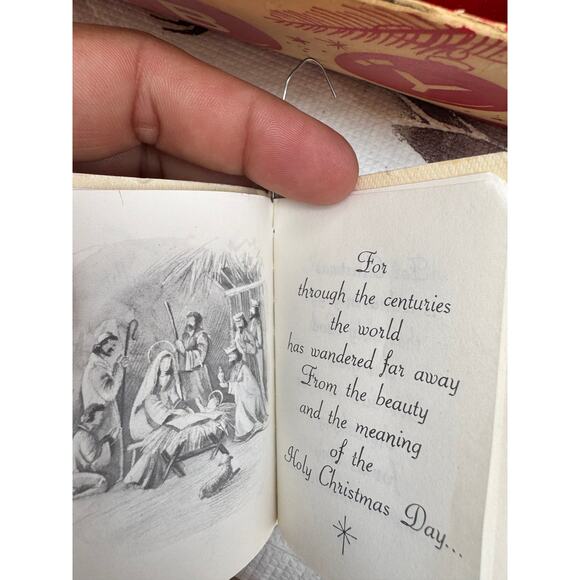 For
through the centuries
the world
has wandered far away
From the beauty
and the meaning
of the
Holy Christmas Day...